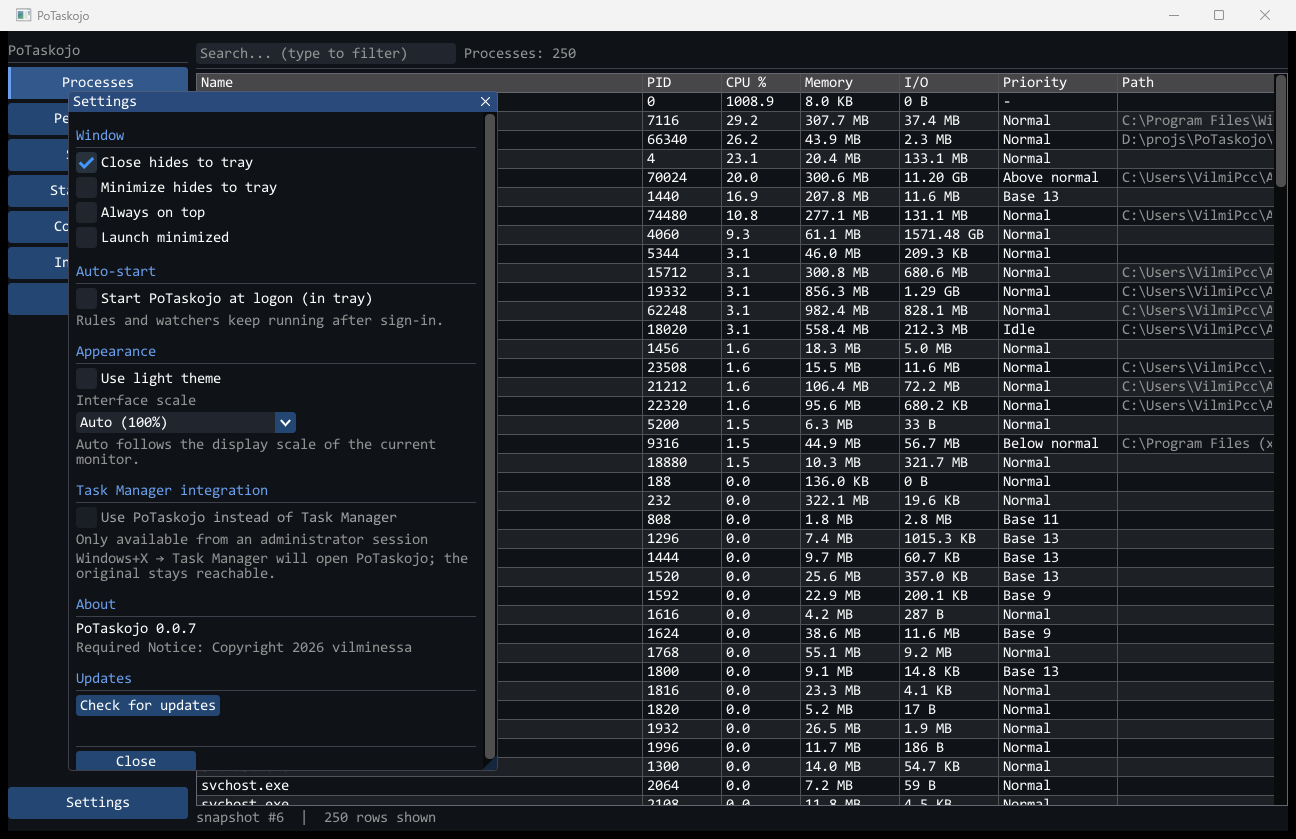 PoTaskojo
PoTaskojo
Search... (type to filter) Processes: 250
Processes
Settings
Settings
Window
Close hides to tray
Minimize hides to tray
Always on top
Launch minimized
Auto-start
Start PoTaskojo at logon (in tray)
Rules and watchers keep running after sign-in.
Appearance
Use light theme
Interface scale
Auto (100%)
Auto follows the display scale of the current
monitor.
Task Manager integration
Use PoTaskojo instead of Task Manager
Only available from an administrator session
Windows+X → Task Manager will open PoTaskojo; the
original stays reachable.
About
PoTaskojo 0.0.7
Required Notice: Copyright 2026 vilminessa
Updates
Check for updates
Close
Name PID CPU % Memory I/O Priority Path
0 1008.9 8.0 KB 0 B -
7116 29.2 307.7 MB 37.4 MB Normal C:\Program Files\Wi
66340 26.2 43.9 MB 2.3 MB Normal D:\projs\PoTaskojo\
4 23.1 20.4 MB 133.1 MB Normal
70024 20.0 300.6 MB 11.20 GB Above normal C:\Users\VilmiPcc\A
1440 16.9 207.8 MB 11.6 MB Base 13
74480 10.8 277.1 MB 131.1 MB Normal C:\Users\VilmiPcc\A
4060 9.3 61.1 MB 1571.48 GB Normal
5344 3.1 46.0 MB 209.3 KB Normal
15712 3.1 300.8 MB 680.6 MB Normal C:\Users\VilmiPcc\A
19332 3.1 856.3 MB 1.29 GB Normal C:\Users\VilmiPcc\A
62248 3.1 982.4 MB 828.1 MB Normal C:\Users\VilmiPcc\A
18020 3.1 558.4 MB 212.3 MB Idle C:\Users\VilmiPcc\A
1456 1.6 18.3 MB 5.0 MB Normal
23508 1.6 15.5 MB 11.6 MB Normal C:\Users\VilmiPcc\.
21212 1.6 106.4 MB 72.2 MB Normal C:\Users\VilmiPcc\A
22320 1.6 95.6 MB 680.2 KB Normal C:\Users\VilmiPcc\A
5200 1.5 6.3 MB 33 B Normal
9316 1.5 44.9 MB 56.7 MB Below normal C:\Program Files (x
18880 1.5 10.3 MB 321.7 MB Normal
188 0.0 136.0 KB 0 B Normal
232 0.0 322.1 MB 19.6 KB Normal
808 0.0 1.8 MB 2.8 MB Base 11
1296 0.0 7.4 MB 1015.3 KB Base 13
1444 0.0 9.7 MB 60.7 KB Base 13
1520 0.0 25.6 MB 357.0 KB Base 13
1592 0.0 22.9 MB 200.1 KB Base 9
1616 0.0 4.2 MB 287 B Normal
1624 0.0 38.6 MB 11.6 MB Base 9
1768 0.0 55.1 MB 9.2 MB Normal
1800 0.0 9.1 MB 14.8 KB Base 13
1816 0.0 23.3 MB 4.1 KB Normal
1820 0.0 5.2 MB 17 B Normal
1932 0.0 26.5 MB 1.9 MB Normal
1996 0.0 11.7 MB 186 B Normal
1300 0.0 14.0 MB 54.7 KB Normal
svchost.exe 2064 0.0 7.2 MB 59 B Normal
svchost.exe 2108 0.0 11.8 MB 4.5 KB Normal
snapshot #6 | 250 rows shown